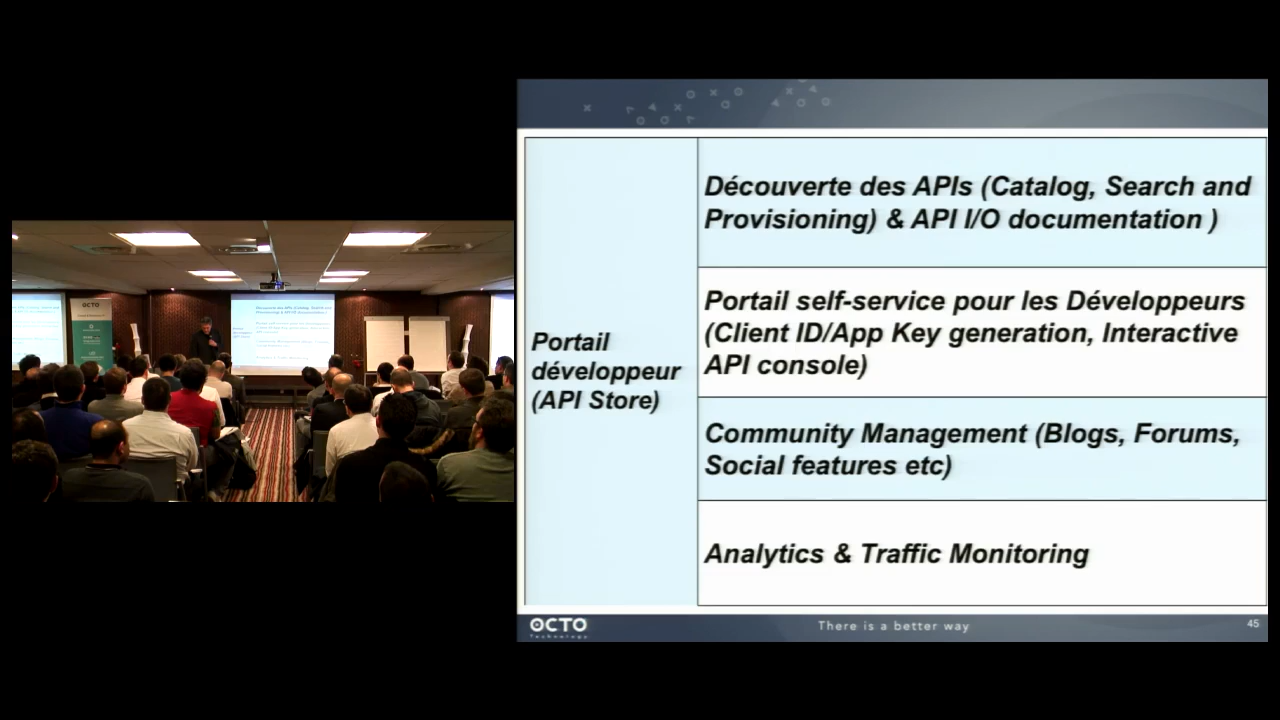 Découverte des APIs (Catalog, Search and
Provisioning) & API I/O documentation )
Portail
développeur
(API Store)
Portail self-service pour les Développeurs
(Client ID/App Key generation, Interactive
API console)
Community Management (Blogs, Forums,
Social features etc)
Analytics & Traffic Monitoring
OCTO
Technology
There is a better way
45
OCTO